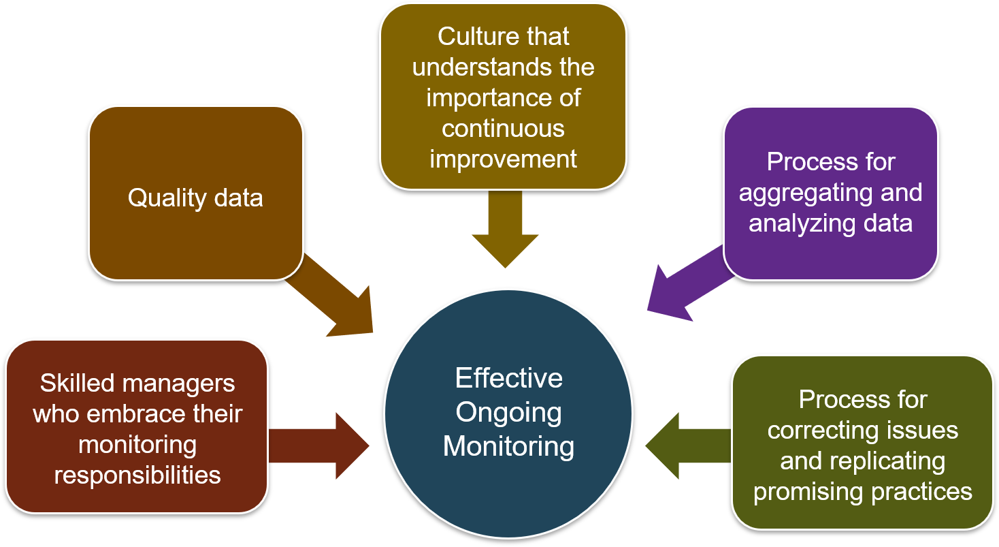 Culture that
understands the
importance of
continuous
improvement
Quality data
Process for
aggregating and
analyzing data
Skilled managers
who embrace their
monitoring
responsibilities
Effective
Ongoing
Monitoring
Process for
correcting issues
and replicating
promising practices